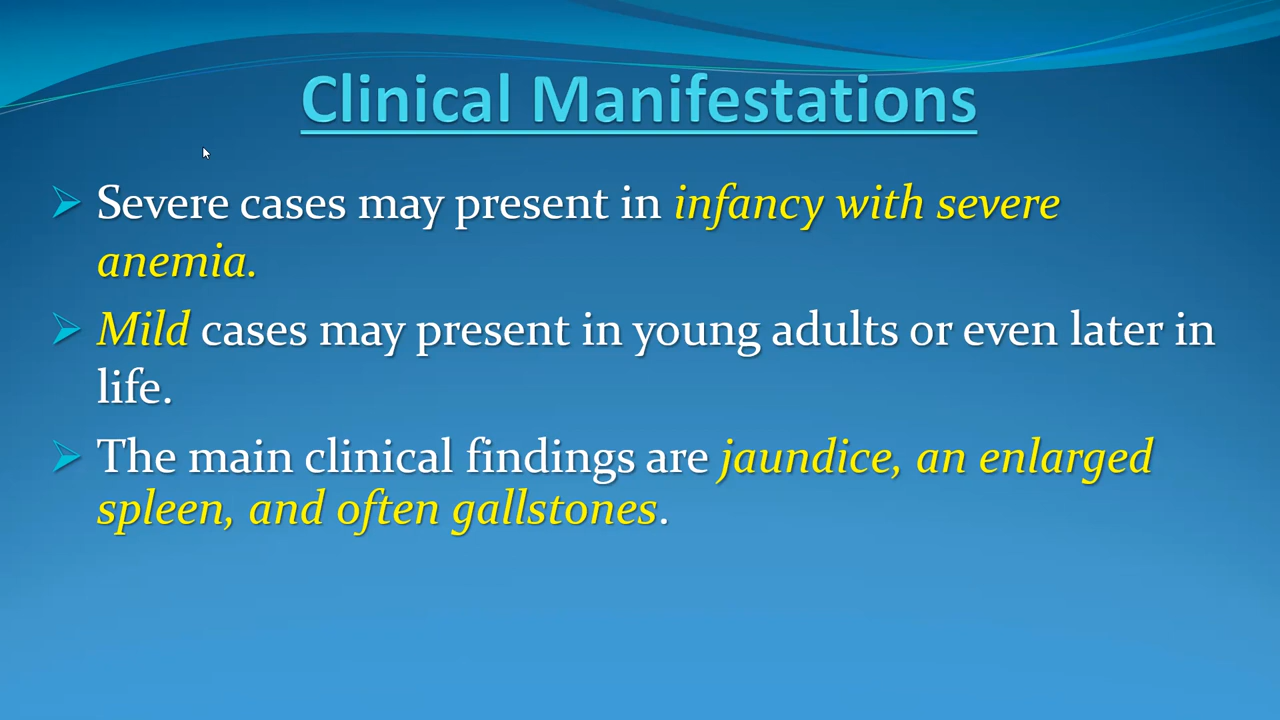 Clinical Manifestations
Severe cases may present in infancy with severe
anemia.
Mild cases may present in young adults or even later in
life.
The main clinical findings are jaundice, an enlarged
spleen, and often gallstones.